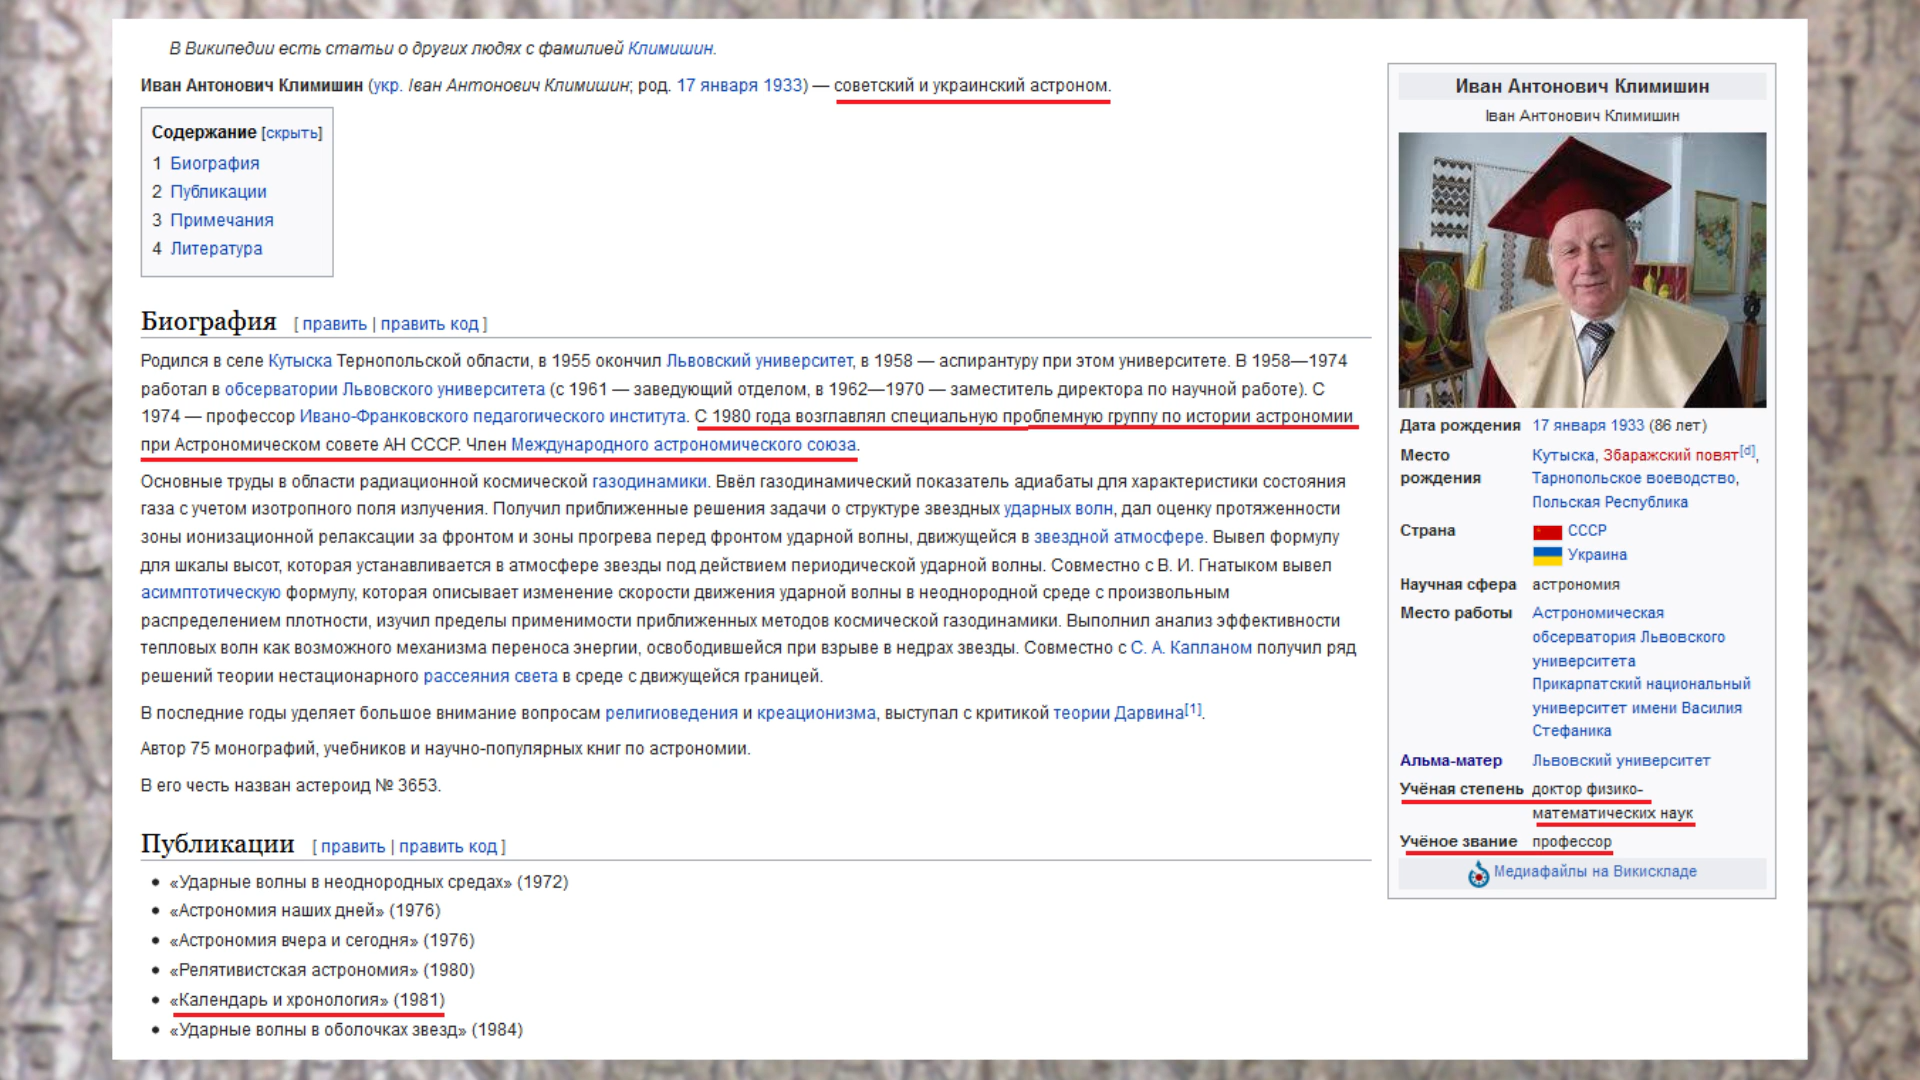 В Википедии есть статьи о других людях с фамилией Климишин.
Иван Антонович Климишин (укр. Іван Антонович Климишин; род. 17 января 1933) — советский и украинский астроном.
Содержание [скрыть]
1 Биография
2 Публикации
3 Примечания
4 Литература
Биография [ править | править код ]
Родился в селе Кутыска Тернопольской области, в 1955 окончил Львовский университет, в 1958 — аспирантуру при этом университете. В 1958—1974
работал в обсерватории Львовского университета (с 1961 — заведующий отделом, в 1962—1970 — заместитель директора по научной работе). С
1974 — профессор Ивано-Франковского педагогического института. С 1980 года возглавлял специальную проблемную группу по истории астрономии
при Астрономическом совете АН СССР. Член Международного астрономического союза.
Основные труды в области радиационной космической газодинамики. Ввёл газодинамический показатель адиабаты для характеристики состояния
газа с учетом изотропного поля излучения. Получил приближенные решения задачи о структуре звездных ударных волн, дал оценку протяженности
зоны ионизационной релаксации за фронтом и зоны прогрева перед фронтом ударной волны, движущейся в звездной атмосфере. Вывел формулу
для шкалы высот, которая устанавливается в атмосфере звезды под действием периодической ударной волны. Совместно с В. И. Гнатыком вывел
асимптотическую формулу, которая описывает изменение скорости движения ударной волны в неоднородной среде с произвольным
распределением плотности, изучил пределы применимости приближенных методов космической газодинамики. Выполнил анализ эффективности
тепловых волн как возможного механизма переноса энергии, освободившейся при взрыве в недрах звезды. Совместно с С. А. Капланом получил ряд
решений теории нестационарного рассеяния света в среде с движущейся границей.
В последние годы уделяет большое внимание вопросам религиоведения и креационизма, выступал с критикой теории Дарвина[1].
Автор 75 монографий, учебников и научно-популярных книг по астрономии.
В его честь назван астероид № 3653.
Публикации [ править | править код ]
• «Ударные волны в неоднородных средах» (1972)
• «Астрономия наших дней» (1976)
• «Астрономия вчера и сегодня» (1976)
• «Релятивистская астрономия» (1980)
• «Календарь и хронология» (1981)
• «Ударные волны в оболочках звезд» (1984)
Иван Антонович Климишин
Іван Антонович Климишин
Дата рождения 17 января 1933 (86 лет)
Место Кутыска, Збаражский повят[d],
рождения Тарнопольское воеводство,
Польская Республика
Страна СССР
Украина
Научная сфера астрономия
Место работы Астрономическая
обсерватория Львовского
университета
Прикарпатский национальный
университет имени Василия
Стефаника
Альма-матер Львовский университет
Учёная степень доктор физико-
математических наук
Учёное звание профессор
Медиафайлы на Викискладе